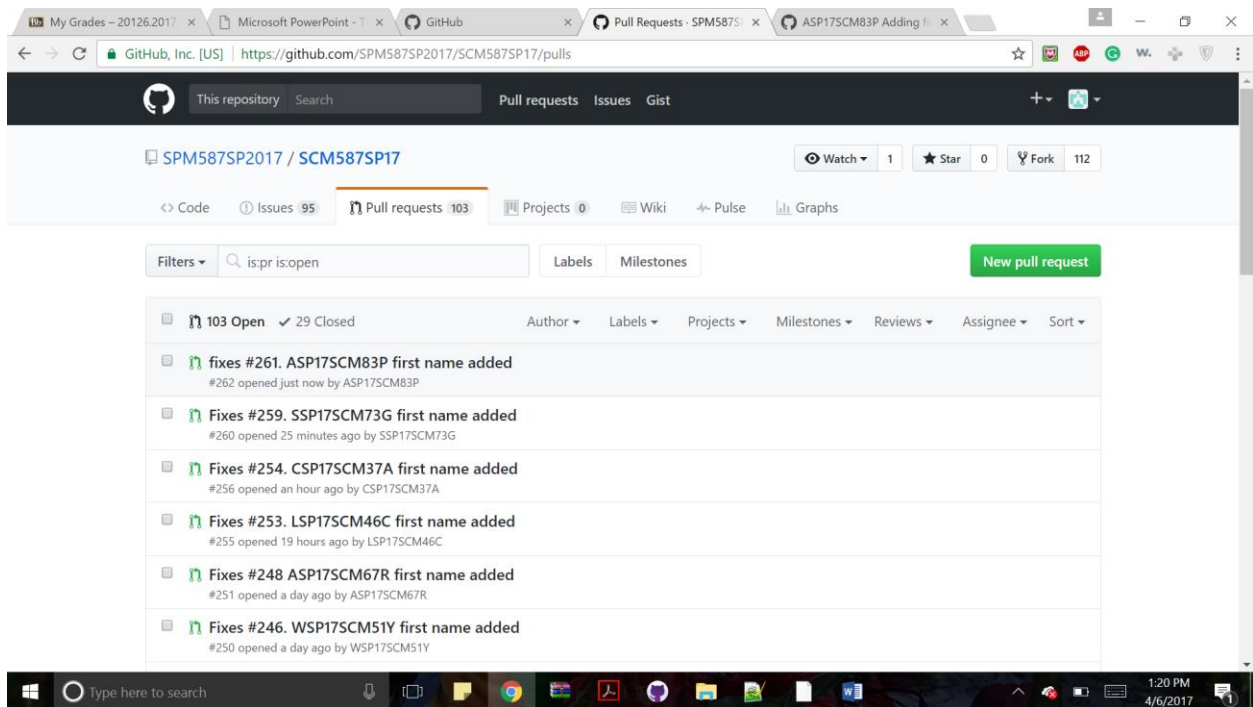 My Grades – 20126.2017
Microsoft PowerPoint - T
GitHub
Pull Requests · SPM587S
ASP17SCM83P Adding fi
GitHub, Inc. [US] | https://github.com/SPM587SP2017/SCM587SP17/pulls
This repository Search
Pull requests Issues Gist
SPM587SP2017 / SCM587SP17
Watch 1 Star 0 Fork 112
<> Code Issues 95 Pull requests 103 Projects 0 Wiki Pulse Graphs
Filters is:pr is:open Labels Milestones New pull request
103 Open 29 Closed Author Labels Projects Milestones Reviews Assignee Sort
fixes #261. ASP17SCM83P first name added
#262 opened just now by ASP17SCM83P
Fixes #259. SSP17SCM73G first name added
#260 opened 25 minutes ago by SSP17SCM73G
Fixes #254. CSP17SCM37A first name added
#256 opened an hour ago by CSP17SCM37A
Fixes #253. LSP17SCM46C first name added
#255 opened 19 hours ago by LSP17SCM46C
Fixes #248 ASP17SCM67R first name added
#251 opened a day ago by ASP17SCM67R
Fixes #246. WSP17SCM51Y first name added
#250 opened a day ago by WSP17SCM51Y
Type here to search
1:20 PM
4/6/2017